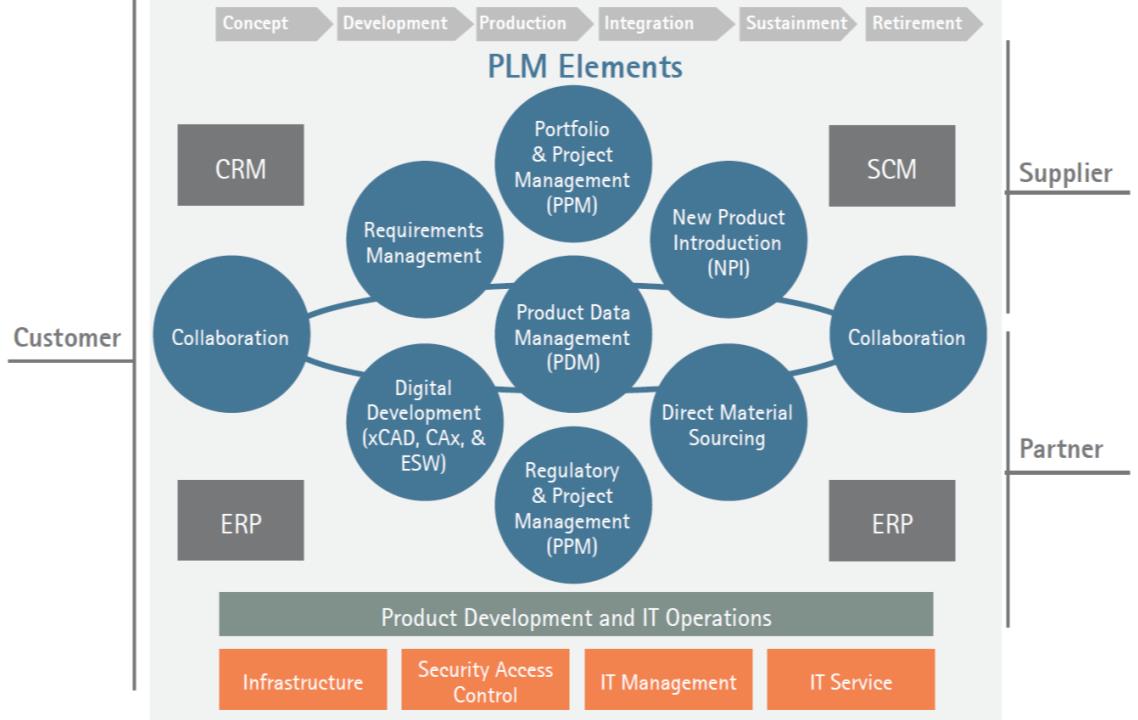 Concept
Development
Production
Integration
Sustainment
Retirement
PLM Elements
CRM
Portfolio
& Project
Management
(PPM)
SCM
Supplier
Requirements
Management
New Product
Introduction
(NPI)
Customer
Collaboration
Product Data
Management
(PDM)
Collaboration
Digital
Development
(xCAD, CAx, &
ESW)
Direct Material
Sourcing
Partner
ERP
Regulatory
& Project
Management
(PPM)
ERP
Product Development and IT Operations
Infrastructure
Security Access
Control
IT Management
IT Service